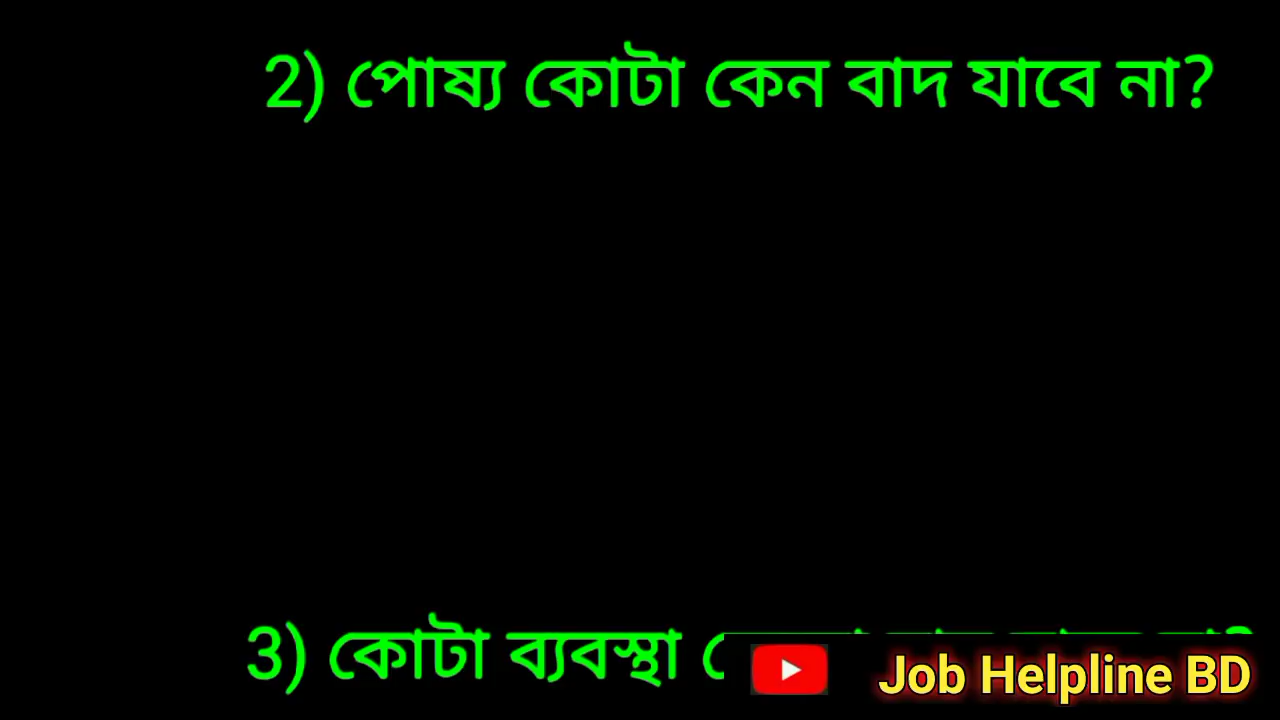 2) পোষ্য কোটা কেন বাদ যাবে না?
3) কোটা ব্যবস্থা
Job Helpline BD